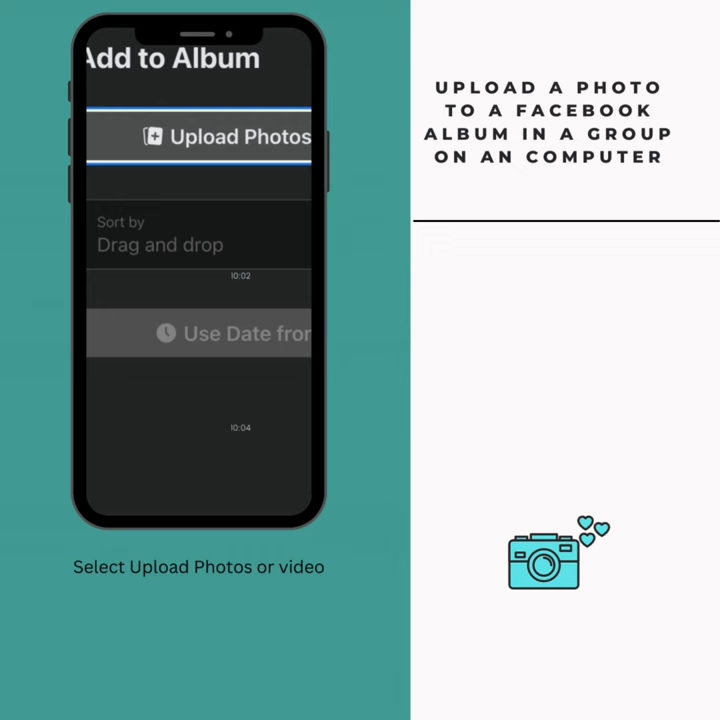 Add to Album
Upload Photos
Sort by
Drag and drop
10:02
Use Date from
10:04
Select Upload Photos or video
UPLOAD A PHOTO
TO A FACEBOOK
ALBUM IN A GROUP
ON AN COMPUTER